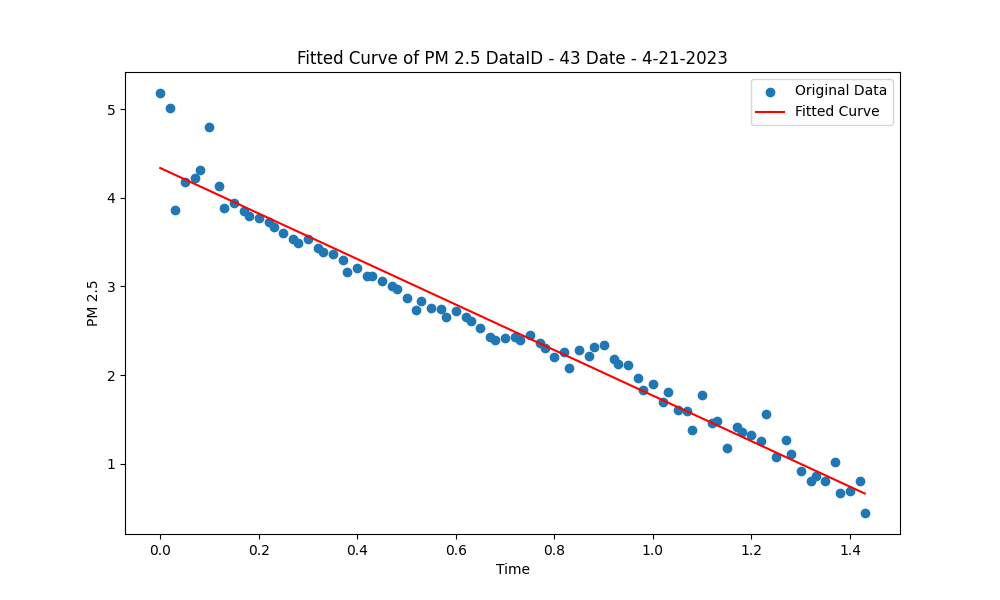 Fitted Curve of PM 2.5 DataID - 43 Date - 4-21-2023
Original Data
Fitted Curve
PM 2.5
5
4
3
2
1
0.0 0.2 0.4 0.6 0.8 1.0 1.2 1.4
Time